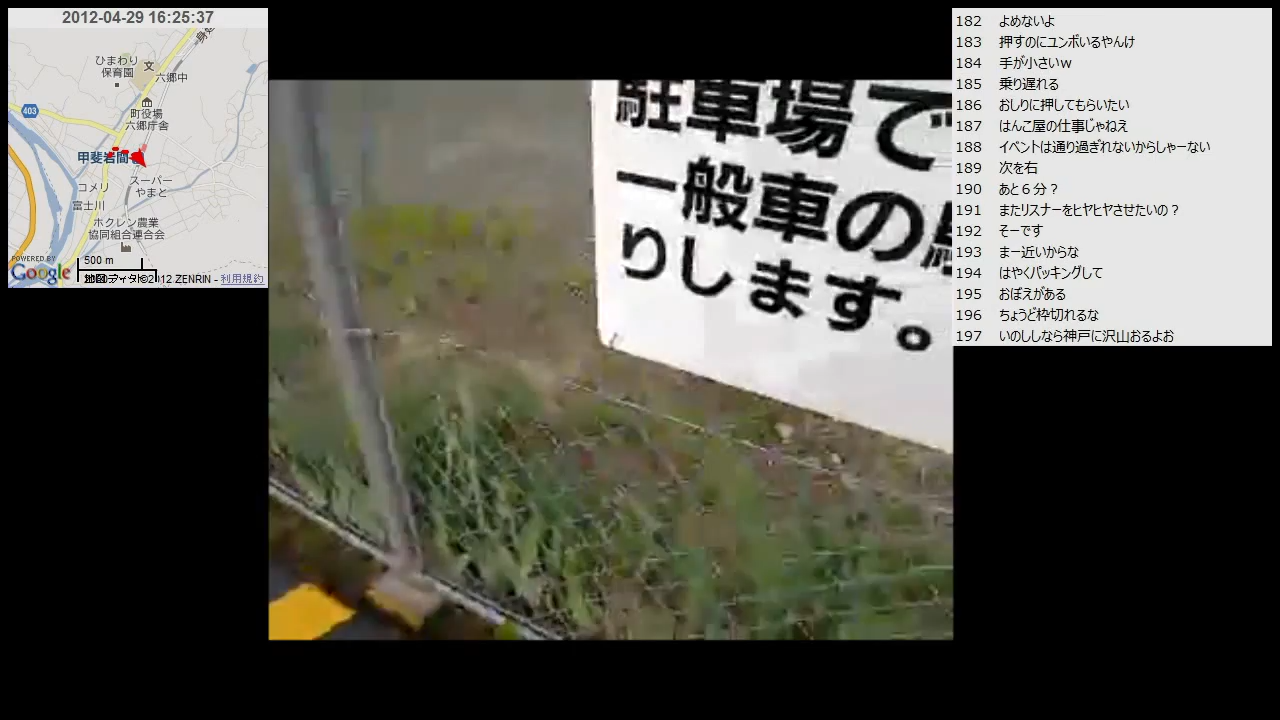 2012-04-29 16:25:37
ひまわり
保育園
文
六郷中
403
町役場
六郷庁舎
甲斐岩間
コメリ
スーパー
やまと
富士川
ホクレン農業
協同組合連合会
POWERED BY
Google
500 m
ZENRIN - 利用規約
駐車場で
一般車の駐
りします。
182 よめないよ
183 押すのにユンボいるやんけ
184 手が小さいw
185 乗り遅れる
186 おしりに押してもらいたい
187 はんこ屋の仕事じゃねえ
188 イベントは通り過ぎれないからしゃーない
189 次を右
190 あと６分？
191 またリスナーをヒヤヒヤさせたいの？
192 そーです
193 まー近いからな
194 はやくパッキングして
195 おぼえがある
196 ちょうど枠切れるな
197 いのししなら神戸に沢山おるよお